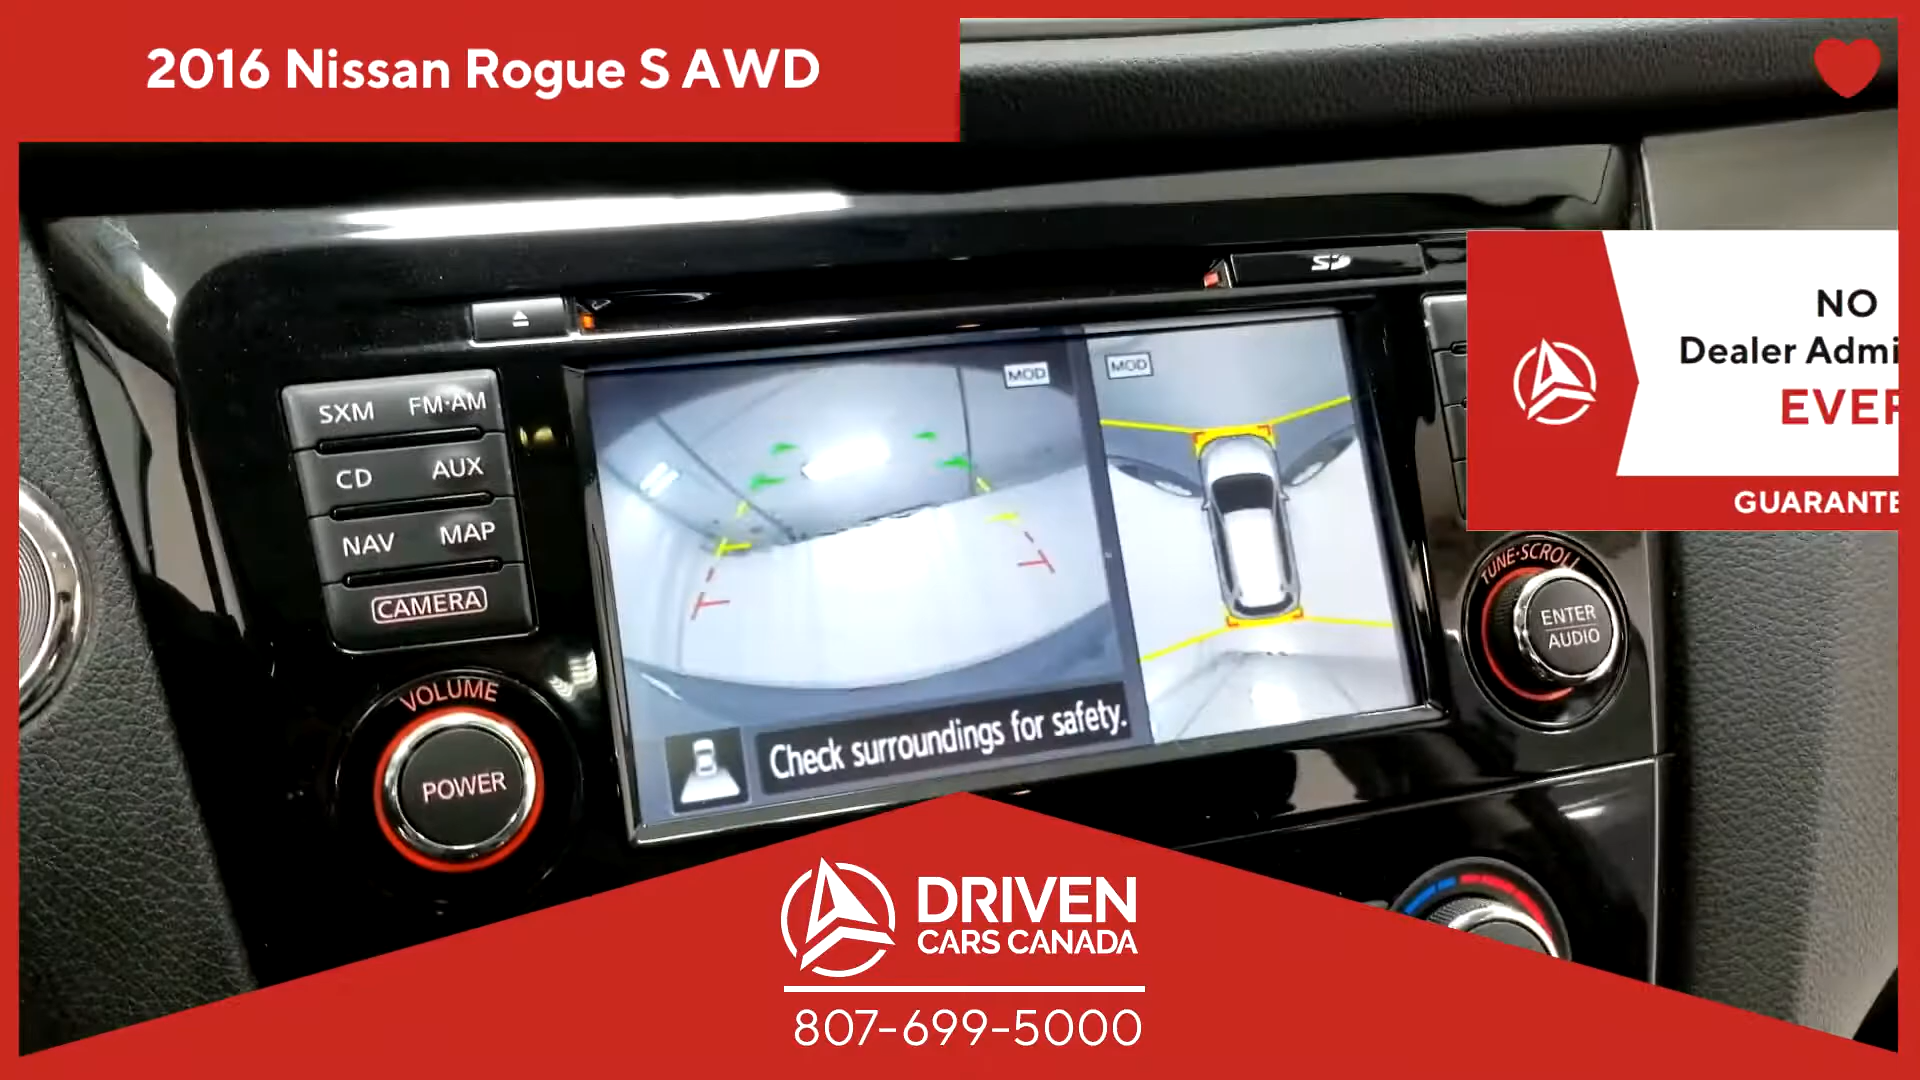 2016 Nissan Rogue S AWD
SD
NO
Dealer Admi
EVER
GUARANTE
MOD
MOD
SXM FM·AM
CD AUX
NAV MAP
CAMERA
TUNE·SCROLL
ENTER
AUDIO
VOLUME
POWER
Check surroundings for safety.
DRIVEN
CARS CANADA
807-699-5000